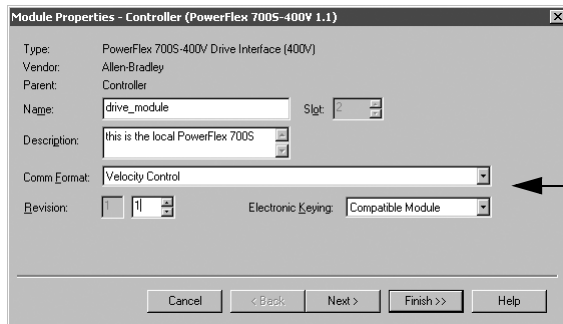 Module Properties - Controller (PowerFlex 700S-400V 1.1)
Type: PowerFlex 700S-400V Drive Interface (400V)
Vendor: Allen-Bradley
Parent: Controller
Name: drive_module Slot: 2
Description: this is the local PowerFlex 700S
Comm Format: Velocity Control
Revision: 1 1 Electronic Keying: Compatible Module
Cancel < Back Next > Finish >> Help